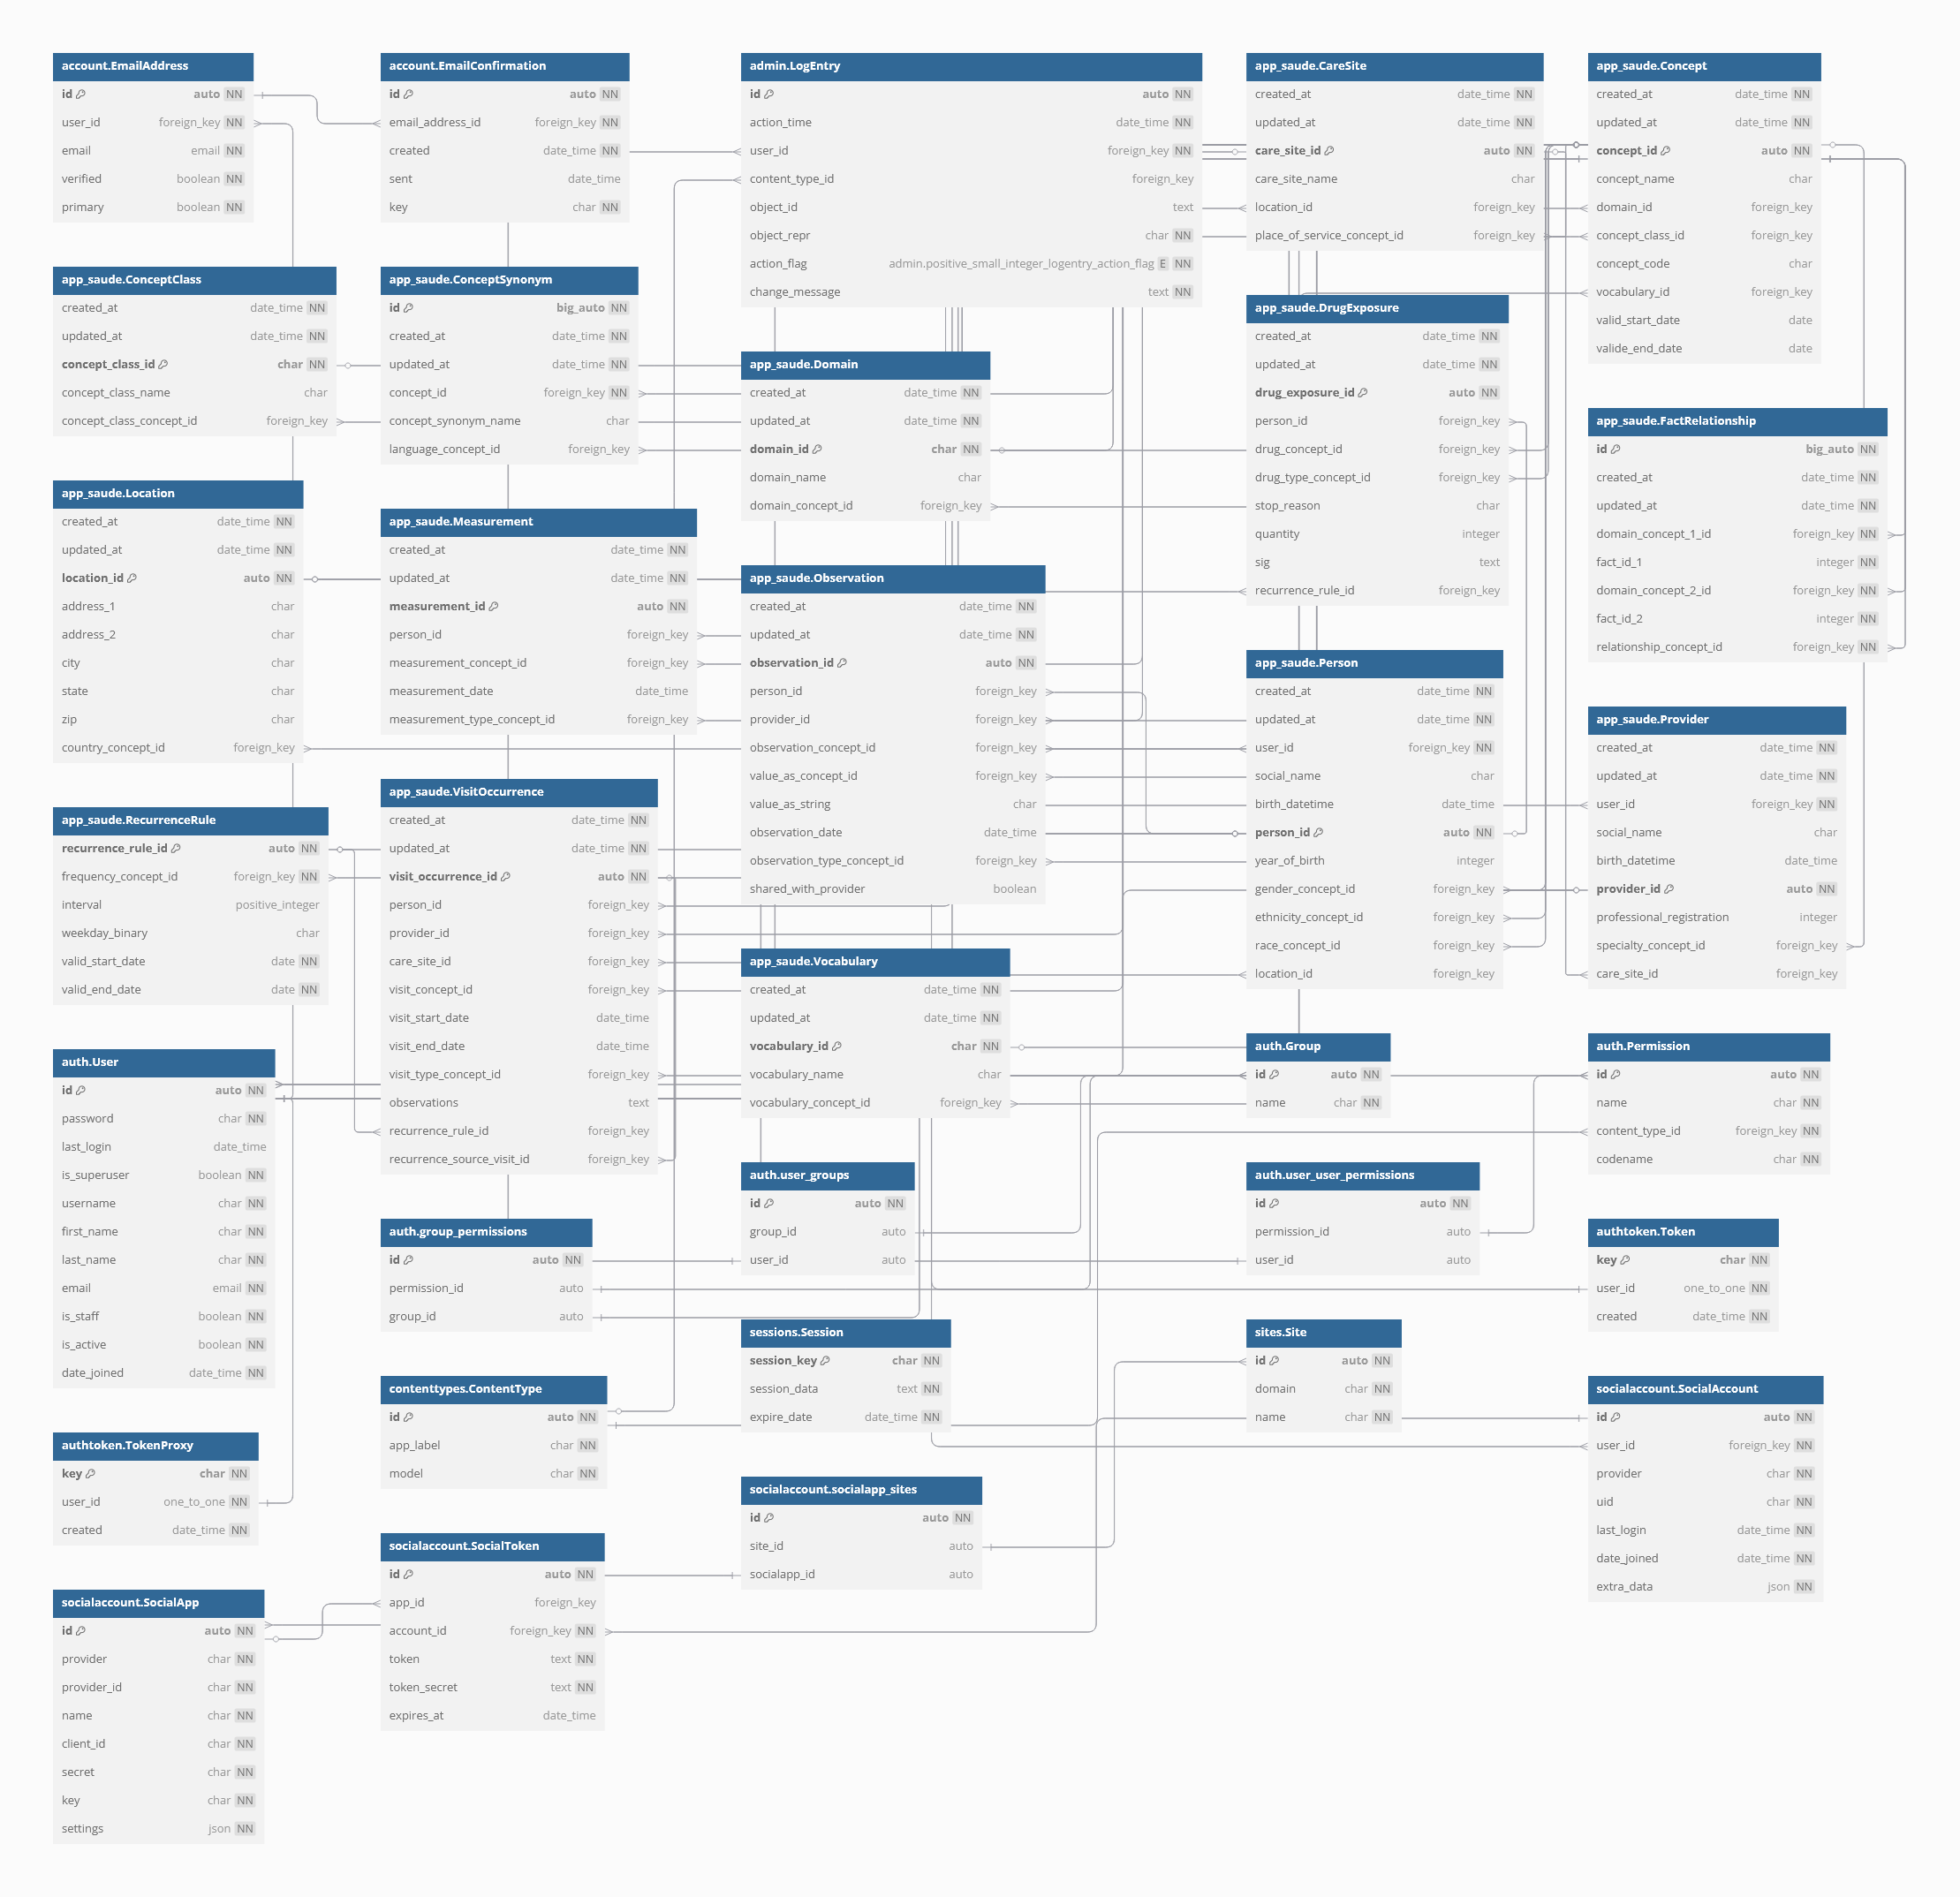 account.EmailAddress
id auto NN
user_id foreign_key NN
email email NN
verified boolean NN
primary boolean NN
account.EmailConfirmation
id auto NN
email_address_id foreign_key NN
created date_time NN
sent date_time
key char NN
admin.LogEntry
id auto NN
action_time date_time NN
user_id foreign_key NN
content_type_id foreign_key
object_id text
object_repr char NN
action_flag admin.positive_small_integer_logentry_action_flag E NN
change_message text NN
app_saude.CareSite
created_at date_time NN
updated_at date_time NN
care_site_id auto NN
care_site_name char
location_id foreign_key
place_of_service_concept_id foreign_key
app_saude.Concept
created_at date_time NN
updated_at date_time NN
concept_id auto NN
concept_name char
domain_id foreign_key
concept_class_id foreign_key
concept_code char
vocabulary_id foreign_key
valid_start_date date
valide_end_date date
app_saude.ConceptClass
created_at date_time NN
updated_at date_time NN
concept_class_id char NN
concept_class_name char
concept_class_concept_id foreign_key
app_saude.ConceptSynonym
id big_auto NN
created_at date_time NN
updated_at date_time NN
concept_id foreign_key NN
concept_synonym_name char
language_concept_id foreign_key
app_saude.Domain
created_at date_time NN
updated_at date_time NN
domain_id char NN
domain_name char
domain_concept_id foreign_key
app_saude.DrugExposure
created_at date_time NN
updated_at date_time NN
drug_exposure_id auto NN
person_id foreign_key
drug_concept_id foreign_key
drug_type_concept_id foreign_key
stop_reason char
quantity integer
sig text
recurrence_rule_id foreign_key
app_saude.FactRelationship
id big_auto NN
created_at date_time NN
updated_at date_time NN
domain_concept_1_id foreign_key NN
fact_id_1 integer NN
domain_concept_2_id foreign_key NN
fact_id_2 integer NN
relationship_concept_id foreign_key NN
app_saude.Location
created_at date_time NN
updated_at date_time NN
location_id auto NN
address_1 char
address_2 char
city char
state char
zip char
country_concept_id foreign_key
app_saude.Measurement
created_at date_time NN
updated_at date_time NN
measurement_id auto NN
person_id foreign_key
measurement_concept_id foreign_key
measurement_date date_time
measurement_type_concept_id foreign_key
app_saude.Observation
created_at date_time NN
updated_at date_time NN
observation_id auto NN
person_id foreign_key
provider_id foreign_key
observation_concept_id foreign_key
value_as_concept_id foreign_key
value_as_string char
observation_date date_time
observation_type_concept_id foreign_key
shared_with_provider boolean
app_saude.Person
created_at date_time NN
updated_at date_time NN
user_id foreign_key NN
social_name char
birth_datetime date_time
person_id auto NN
year_of_birth integer
gender_concept_id foreign_key
ethnicity_concept_id foreign_key
race_concept_id foreign_key
location_id foreign_key
app_saude.Provider
created_at date_time NN
updated_at date_time NN
user_id foreign_key NN
social_name char
birth_datetime date_time
provider_id auto NN
professional_registration integer
specialty_concept_id foreign_key
care_site_id foreign_key
app_saude.RecurrenceRule
recurrence_rule_id auto NN
frequency_concept_id foreign_key NN
interval positive_integer
weekday_binary char
valid_start_date date NN
valid_end_date date NN
app_saude.VisitOccurrence
created_at date_time NN
updated_at date_time NN
visit_occurrence_id auto NN
person_id foreign_key
provider_id foreign_key
care_site_id foreign_key
visit_concept_id foreign_key
visit_start_date date_time
visit_end_date date_time
visit_type_concept_id foreign_key
observations text
recurrence_rule_id foreign_key
recurrence_source_visit_id foreign_key
app_saude.Vocabulary
created_at date_time NN
updated_at date_time NN
vocabulary_id char NN
vocabulary_name char
vocabulary_concept_id foreign_key
auth.Group
id auto NN
name char NN
auth.Permission
id auto NN
name char NN
content_type_id foreign_key NN
codename char NN
auth.User
id auto NN
password char NN
last_login date_time
is_superuser boolean NN
username char NN
first_name char NN
last_name char NN
email email NN
is_staff boolean NN
is_active boolean NN
date_joined date_time NN
auth.group_permissions
id auto NN
permission_id auto
group_id auto
auth.user_groups
id auto NN
group_id auto
user_id auto
auth.user_user_permissions
id auto NN
permission_id auto
user_id auto
authtoken.Token
key char NN
user_id one_to_one NN
created date_time NN
authtoken.TokenProxy
key char NN
user_id one_to_one NN
created date_time NN
contenttypes.ContentType
id auto NN
app_label char NN
model char NN
sessions.Session
session_key char NN
session_data text NN
expire_date date_time NN
sites.Site
id auto NN
domain char NN
name char NN
socialaccount.SocialAccount
id auto NN
user_id foreign_key NN
provider char NN
uid char NN
last_login date_time NN
date_joined date_time NN
extra_data json NN
socialaccount.SocialApp
id auto NN
provider char NN
provider_id char NN
name char NN
client_id char NN
secret char NN
key char NN
settings json NN
socialaccount.SocialToken
id auto NN
app_id foreign_key
account_id foreign_key NN
token text NN
token_secret text NN
expires_at date_time
socialaccount.socialapp_sites
id auto NN
site_id auto
socialapp_id auto